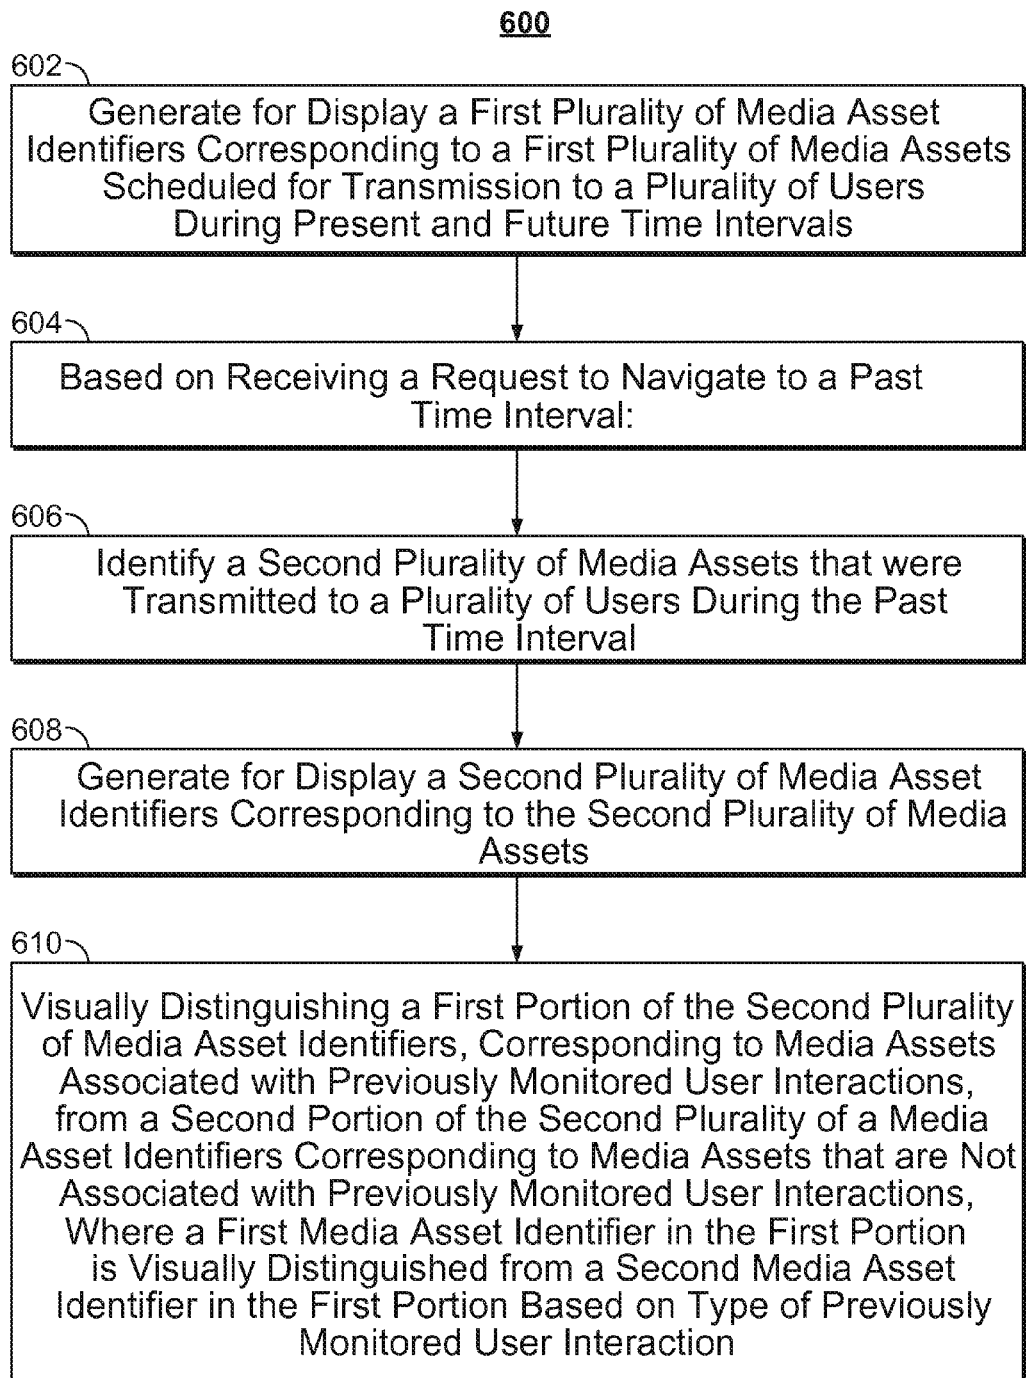 600
602
Generate for Display a First Plurality of Media Asset
Identifiers Corresponding to a First Plurality of Media Assets
Scheduled for Transmission to a Plurality of Users
During Present and Future Time Intervals
604
Based on Receiving a Request to Navigate to a Past
Time Interval:
606
Identify a Second Plurality of Media Assets that were
Transmitted to a Plurality of Users During the Past
Time Interval
608
Generate for Display a Second Plurality of Media Asset
Identifiers Corresponding to the Second Plurality of Media
Assets
610
Visually Distinguishing a First Portion of the Second Plurality
of Media Asset Identifiers, Corresponding to Media Assets
Associated with Previously Monitored User Interactions,
from a Second Portion of the Second Plurality of a Media
Asset Identifiers Corresponding to Media Assets that are Not
Associated with Previously Monitored User Interactions,
Where a First Media Asset Identifier in the First Portion
is Visually Distinguished from a Second Media Asset
Identifier in the First Portion Based on Type of Previously
Monitored User Interaction